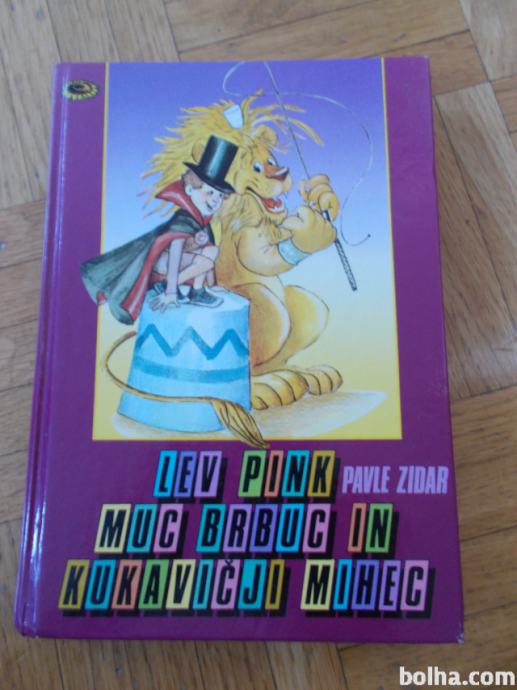 LEV PINK
PAVLE ZIDAR
MUC BRBUC IN
KUKAVIČJI MIHEC
bolha.com